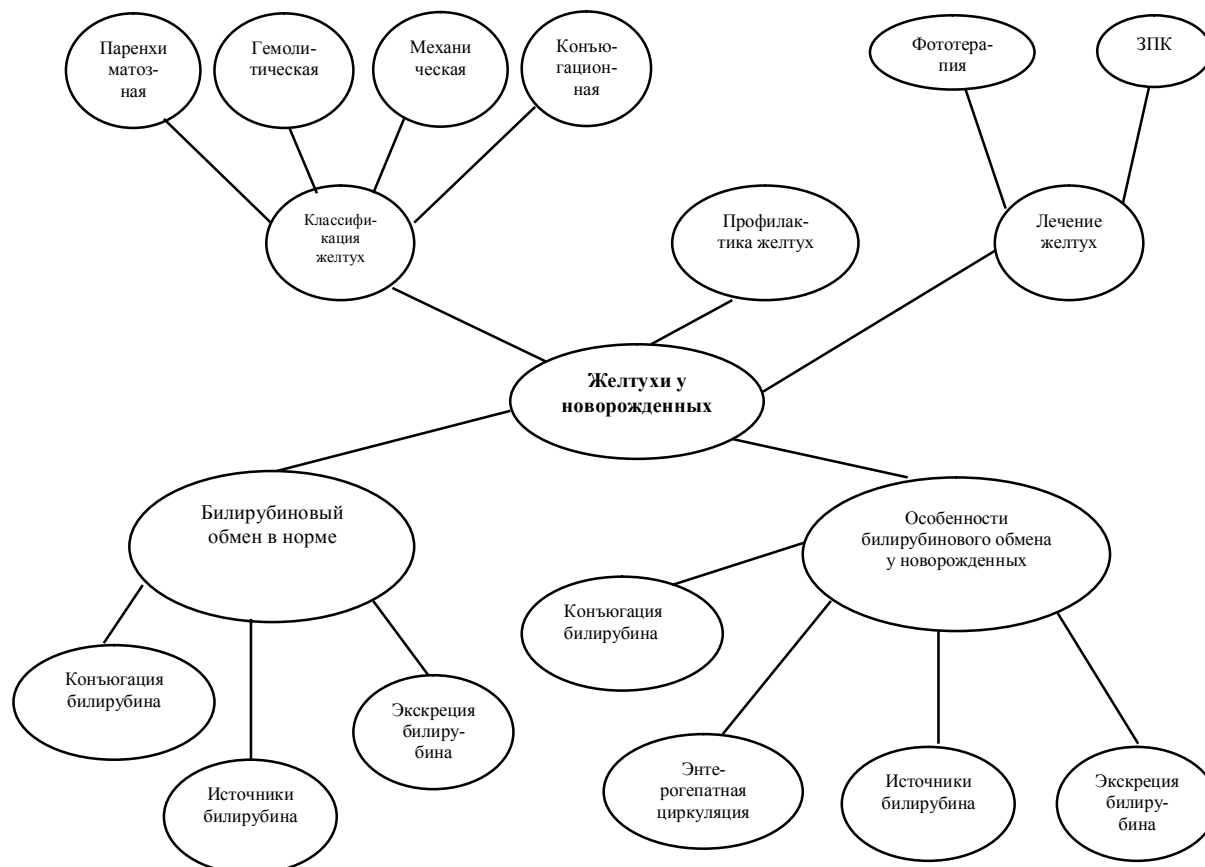 Паренхи
матоз-
ная
Гемоли-
тическая
Механи
ческая
Конъю-
гацион-
ная
Фототера-
пия
ЗПК
Классифи-
кация
желтух
Профилак-
тика желтух
Лечение
желтух
Желтухи у
новорожденных
Билирубиновый
обмен в норме
Особенности
билирубинового обмена
у новорожденных
Конъюгация
билирубина
Источники
билирубина
Экскреция
билиру-
бина
Конъюгация
билирубина
Энте-
рогепатная
циркуляция
Источники
билирубина
Экскреция
билиру-
бина